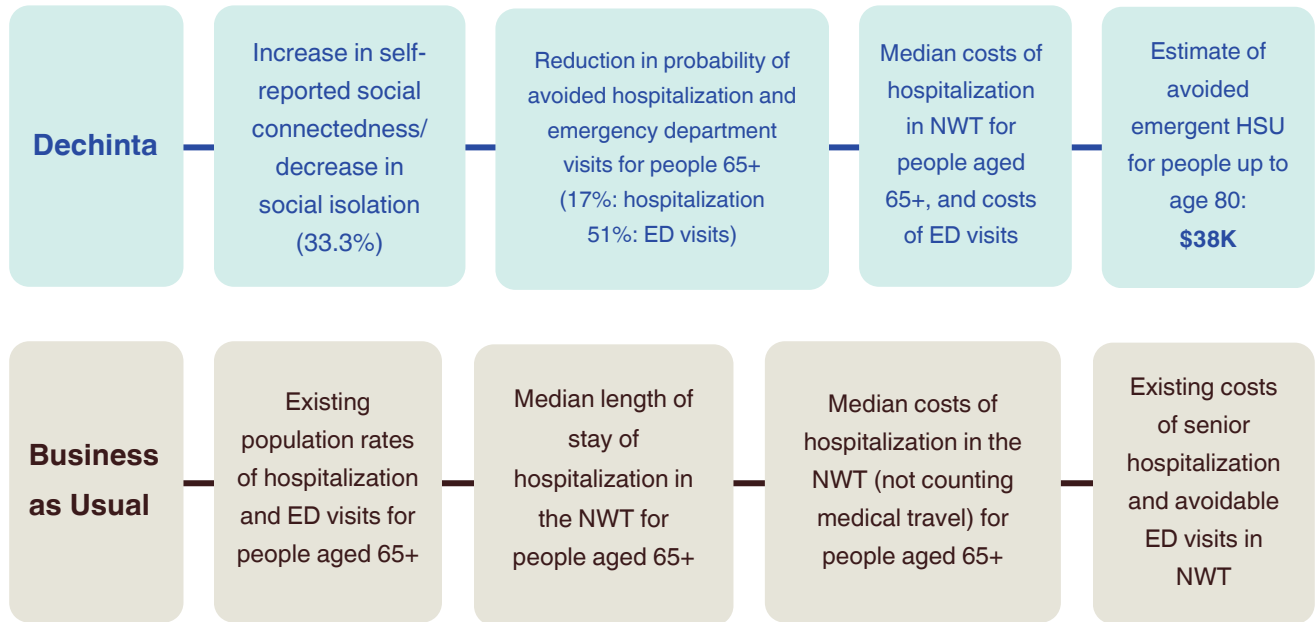 Dechinta
Increase in self-
reported social
connectedness/
decrease in
social isolation
(33.3%)
Reduction in probability of
avoided hospitalization and
emergency department
visits for people 65+
(17%: hospitalization
51%: ED visits)
Median costs of
hospitalization
in NWT for
people aged
65+, and costs
of ED visits
Estimate of
avoided
emergent HSU
for people up to
age 80:
$38K
Business
as Usual
Existing
population rates
of hospitalization
and ED visits for
people aged 65+
Median length of
stay of
hospitalization in
the NWT for
people aged 65+
Median costs of
hospitalization in the
NWT (not counting
medical travel) for
people aged 65+
Existing costs
of senior
hospitalization
and avoidable
ED visits in
NWT